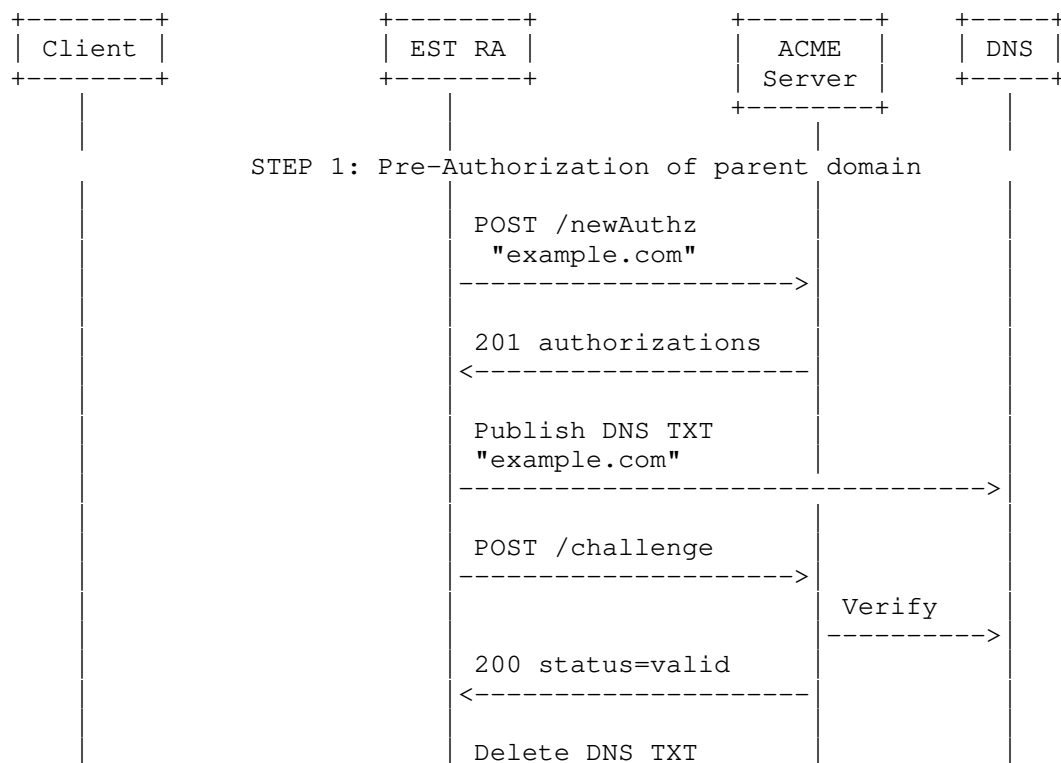 +--------+             +--------+             +--------+    +-----+
| Client |             | EST RA |             |  ACME  |    | DNS |
+--------+             +--------+             | Server |    +-----+
    |                      |                  +--------+       |
    |                      |                      |            |
               STEP 1: Pre-Authorization of parent domain
    |                      |                      |            |
    |                      | POST /newAuthz       |            |
    |                      |  "example.com"       |            |
    |                      |--------------------->|            |
    |                      |                      |            |
    |                      | 201 authorizations   |            |
    |                      |<---------------------|            |
    |                      |                      |            |
    |                      | Publish DNS TXT      |            |
    |                      | "example.com"        |            |
    |                      |--------------------------------->|
    |                      |                      |            |
    |                      | POST /challenge      |            |
    |                      |--------------------->|            |
    |                      |                      | Verify     |
    |                      |                      |---------->|
    |                      | 200 status=valid     |            |
    |                      |<---------------------|            |
    |                      |                      |            |
    |                      | Delete DNS TXT       |            |